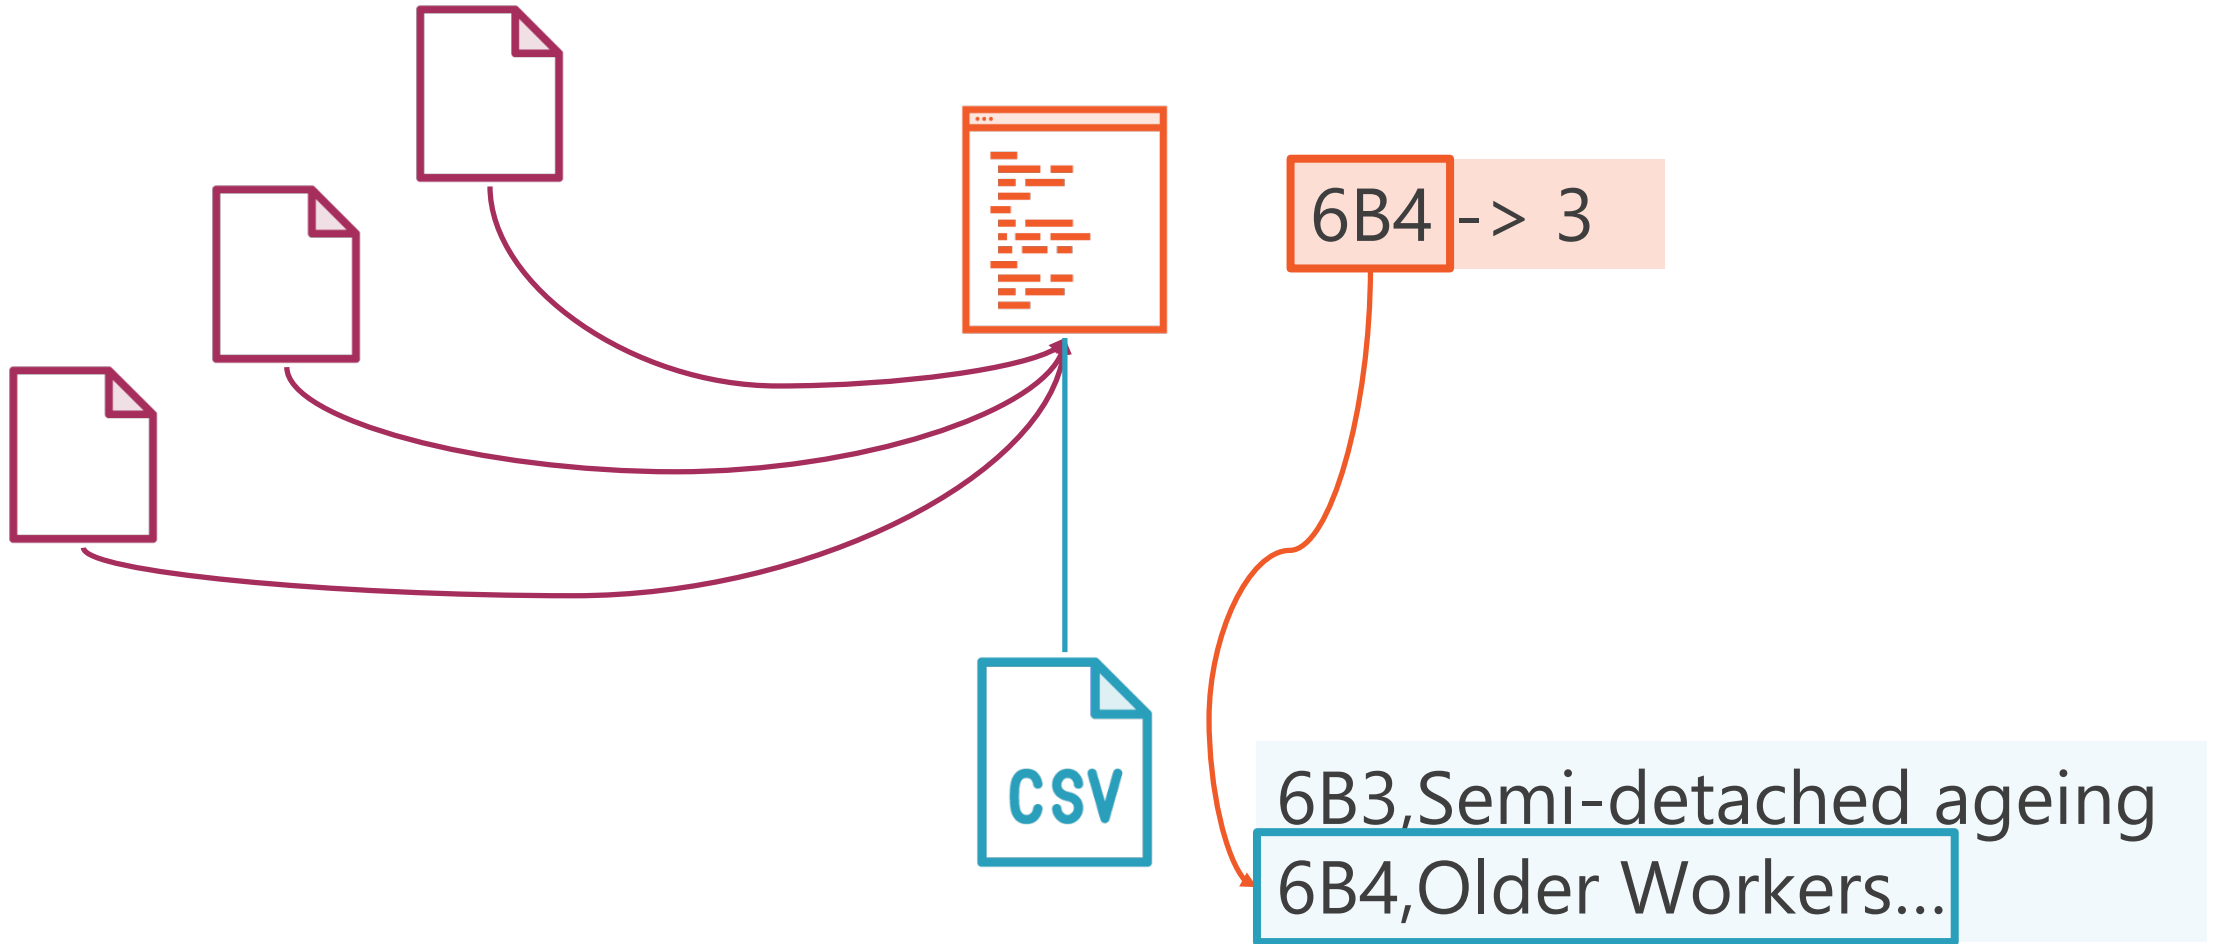 6B4 -> 3
CSV
6B3,Semi-detached ageing
6B4,Older Workers...